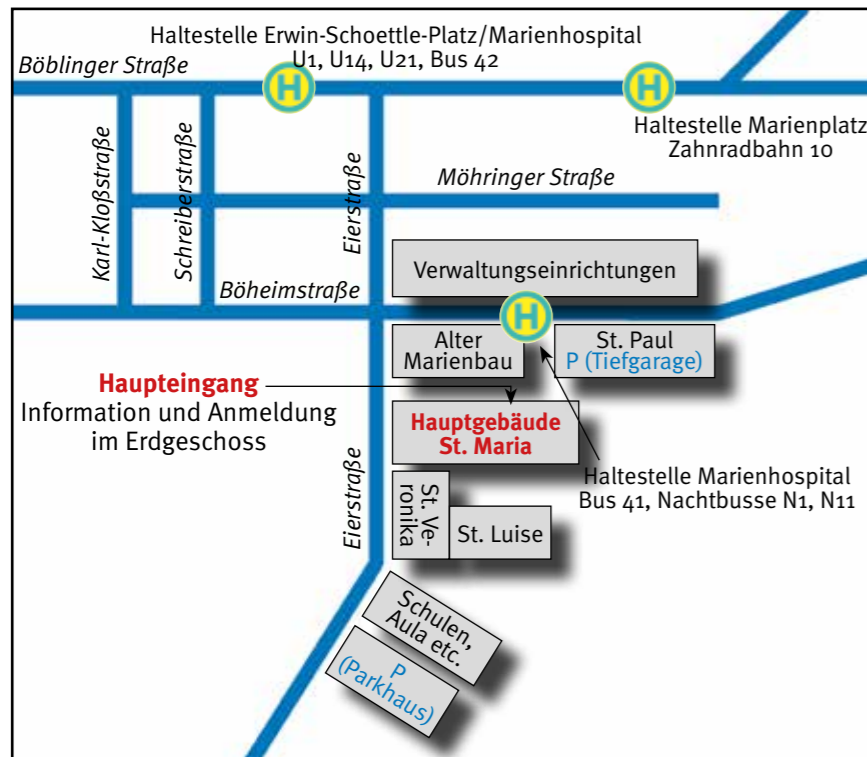 Haltestelle Erwin-Schoettle-Platz/Marienhospital
U1, U14, U21, Bus 42
Böblinger Straße
H
H
Haltestelle Marienplatz
Zahnradbahn 10
Karl-Kloßstraße
Schreiberstraße
Eierstraße
Möhringer Straße
Verwaltungseinrichtungen
Böheimstraße
H
Alter
Marienbau
St. Paul
P (Tiefgarage)
Haupteingang
Information und Anmeldung
im Erdgeschoss
Hauptgebäude
St. Maria
Haltestelle Marienhospital
Bus 41, Nachtbusse N1, N11
Eierstraße
St. Ve-
ronika
St. Luise
Schulen,
Aula etc.
P
(Parkhaus)